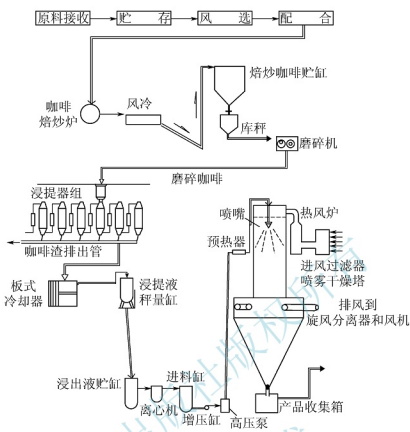 原料接收 贮存 风选 配合
咖啡
焙炒炉
风冷
焙炒咖啡贮缸
库秤
磨碎机
磨碎咖啡
浸提器组
咖啡渣排出管
喷嘴
热风炉
预热器
进风过滤器
喷雾干燥塔
板式
冷却器
浸提液
秤量缸
排风到
旋风分离器和风机
浸出液贮缸
离心机
进料缸
增压缸
高压泵
产品收集箱
社版权所有